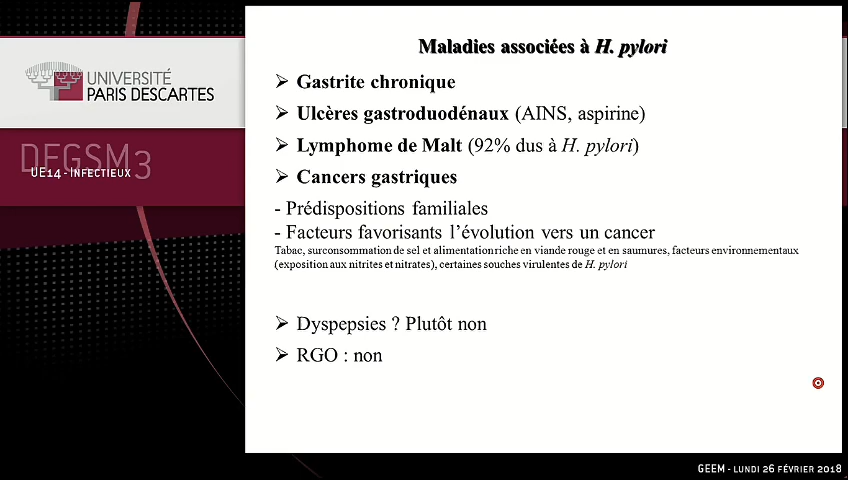 UNIVERSITÉ
PARIS DESCARTES
DFGSM3
UE14 - INFECTIEUX
Maladies associées à H. pylori
➢ Gastrite chronique
➢ Ulcères gastroduodénaux (AINS, aspirine)
➢ Lymphome de Malt (92% dus à H. pylori)
➢ Cancers gastriques
- Prédispositions familiales
- Facteurs favorisants l’évolution vers un cancer
Tabac, surconsommation de sel et alimentation riche en viande rouge et en saumures, facteurs environnementaux
(exposition aux nitrites et nitrates), certaines souches virulentes de H. pylori
➢ Dyspepsies ? Plutôt non
➢ RGO : non
GEEM - LUNDI 26 FÉVRIER 2018